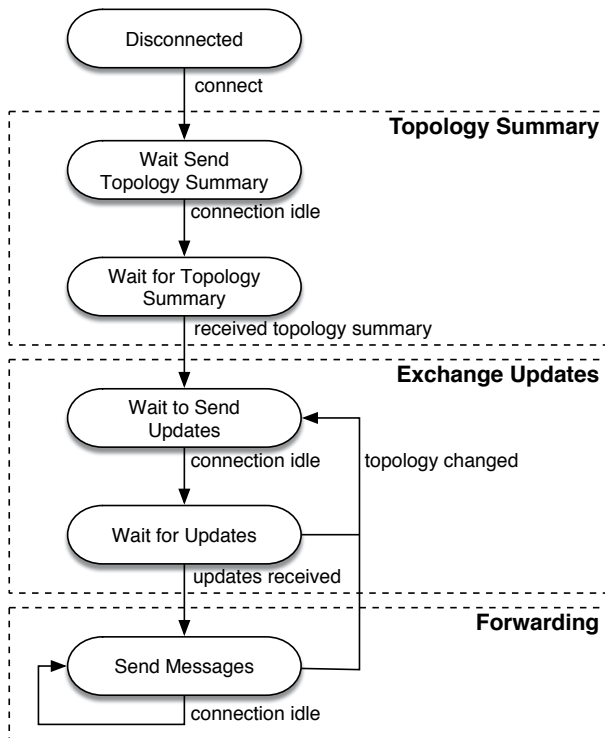 Disconnected
connect
Topology Summary
Wait Send
Topology Summary
connection idle
Wait for Topology
Summary
received topology summary
Exchange Updates
Wait to Send
Updates
connection idle
topology changed
Wait for Updates
updates received
Forwarding
Send Messages
connection idle